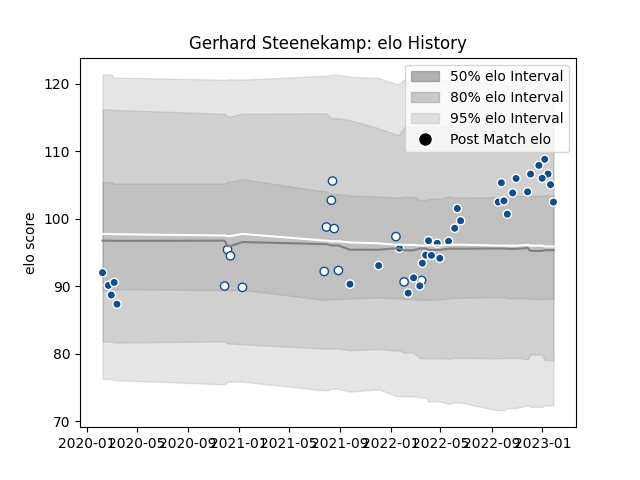 Gerhard Steenekamp: elo History
50% elo Interval
80% elo Interval
95% elo Interval
Post Match elo
elo score
120
110
100
90
80
70
2020-01 2020-05 2020-09 2021-01 2021-05 2021-09 2022-01 2022-05 2022-09 2023-01